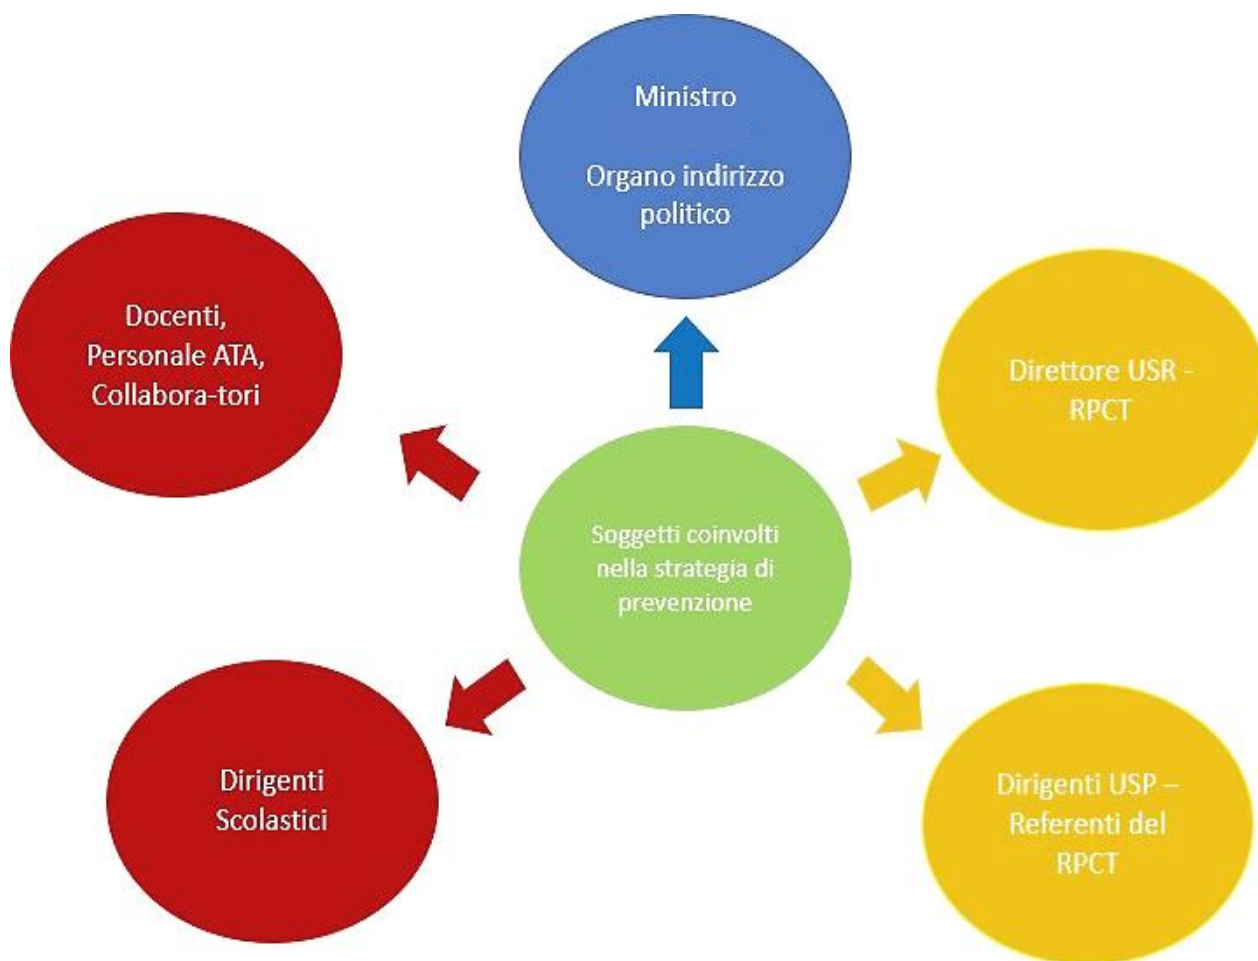 Ministro
Organo indirizzo
politico
Docenti,
Personale ATA,
Collabora-tori
Direttore USR -
RPCT
Soggetti coinvolti
nella strategia di
prevenzione
Dirigenti
Scolastici
Dirigenti USP –
Referenti del
RPCT